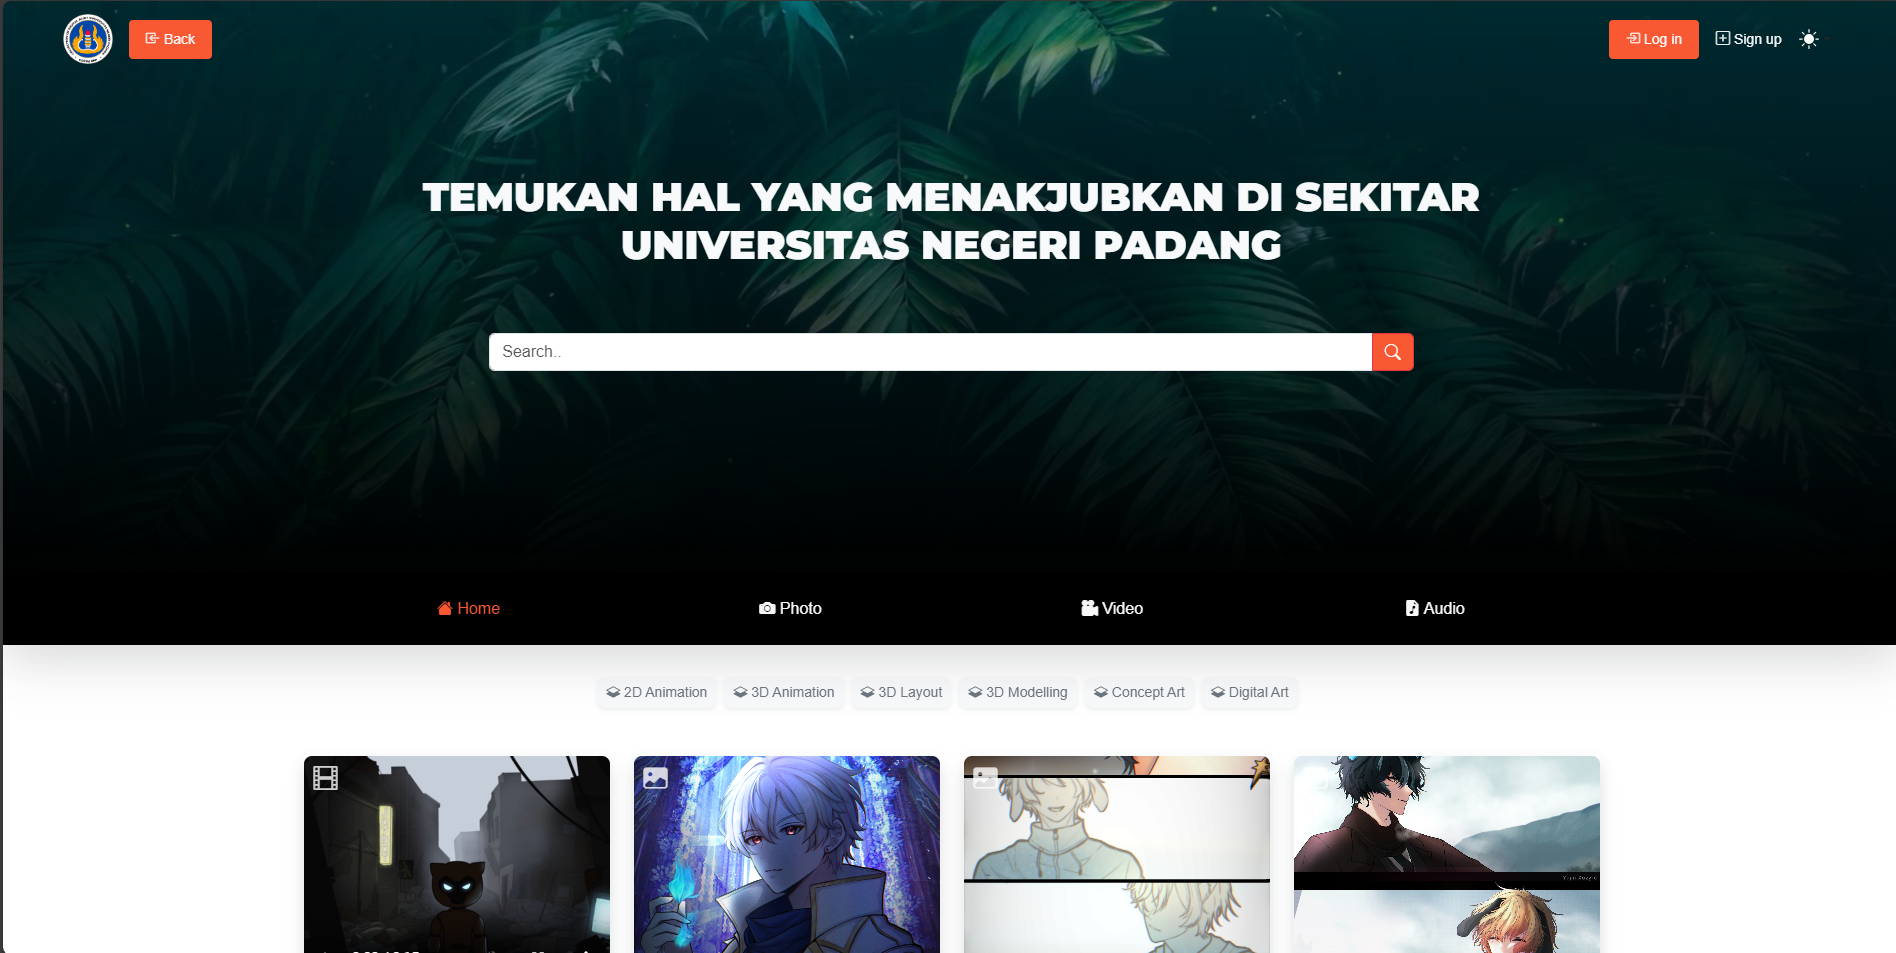 Back
Log in
Sign up
TEMUKAN HAL YANG MENAKJUBKAN DI SEKITAR
UNIVERSITAS NEGERI PADANG
Search..
Home
Photo
Video
Audio
2D Animation
3D Animation
3D Layout
3D Modelling
Concept Art
Digital Art